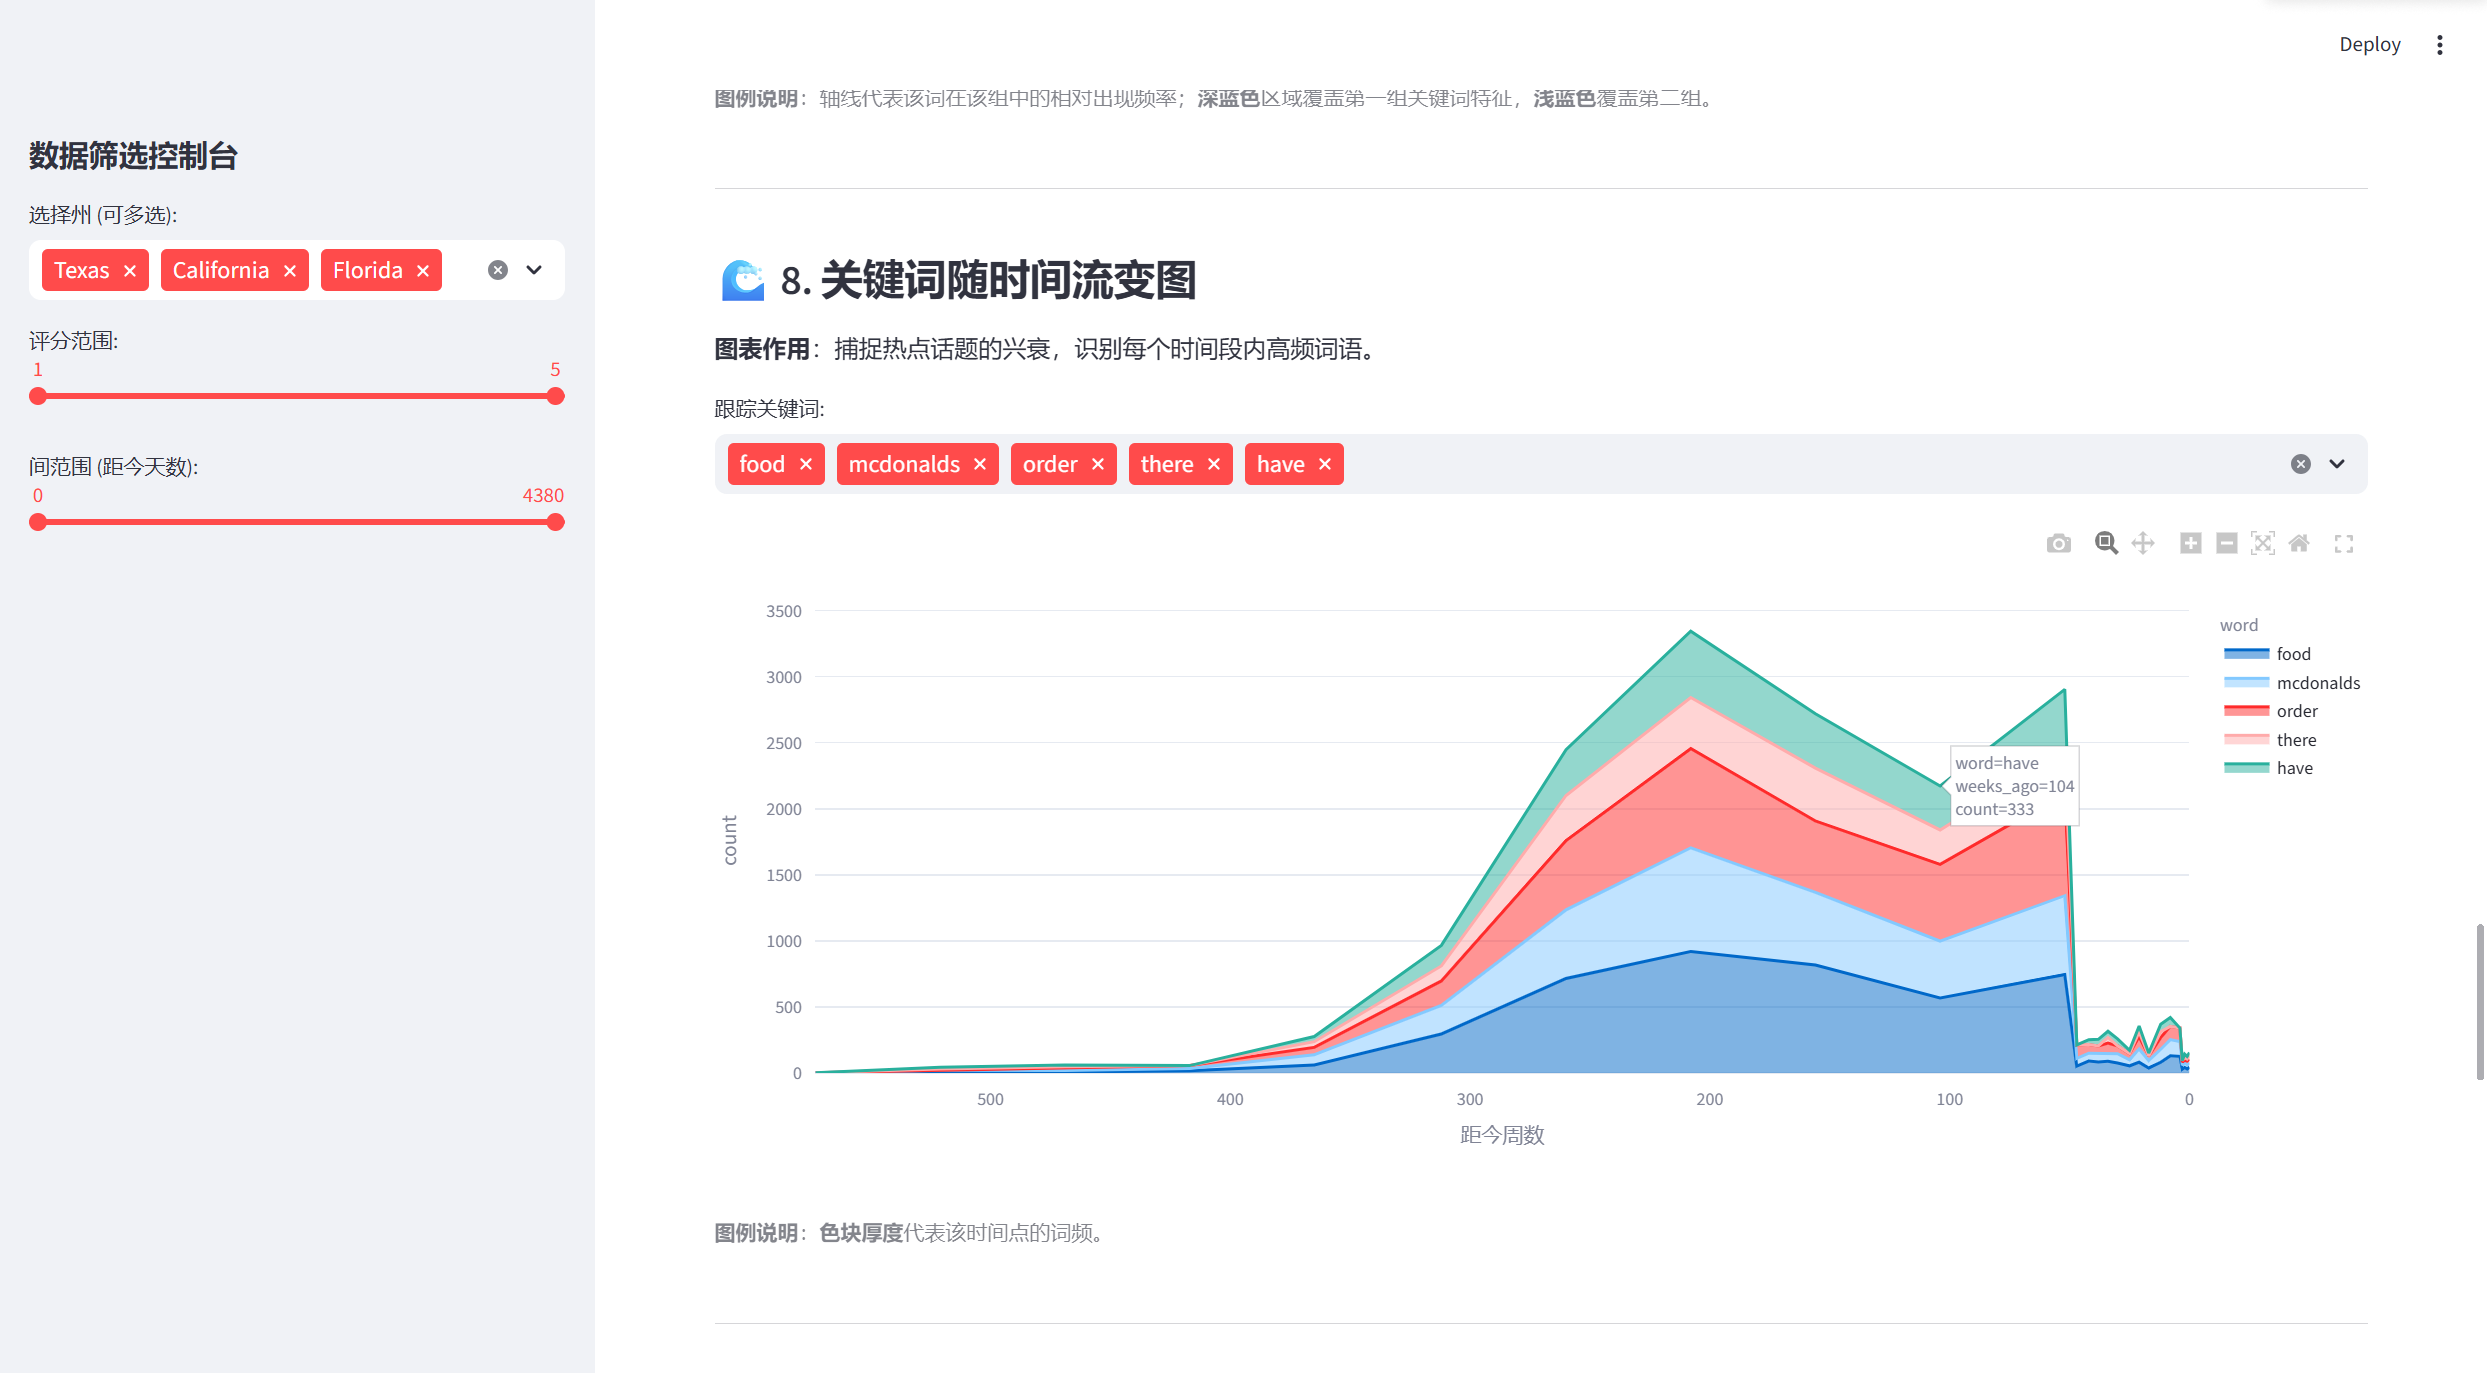 Deploy
图例说明：轴线代表该词在该组中的相对出现频率；深蓝色区域覆盖第一组关键词特征，浅蓝色覆盖第二组。
数据筛选控制台
选择州 (可多选):
Texas
California
Florida
评分范围:
1
5
间范围 (距今天数):
0
4380
8. 关键词随时间流变图
图表作用：捕捉热点话题的兴衰，识别每个时间段内高频词语。
跟踪关键词:
food
mcdonalds
order
there
have
3500
3000
2500
2000
1500
1000
500
0
count
500
400
300
200
100
0
距今周数
word=have
weeks_ago=104
count=333
word
food
mcdonalds
order
there
have
图例说明：色块厚度代表该时间点的词频。